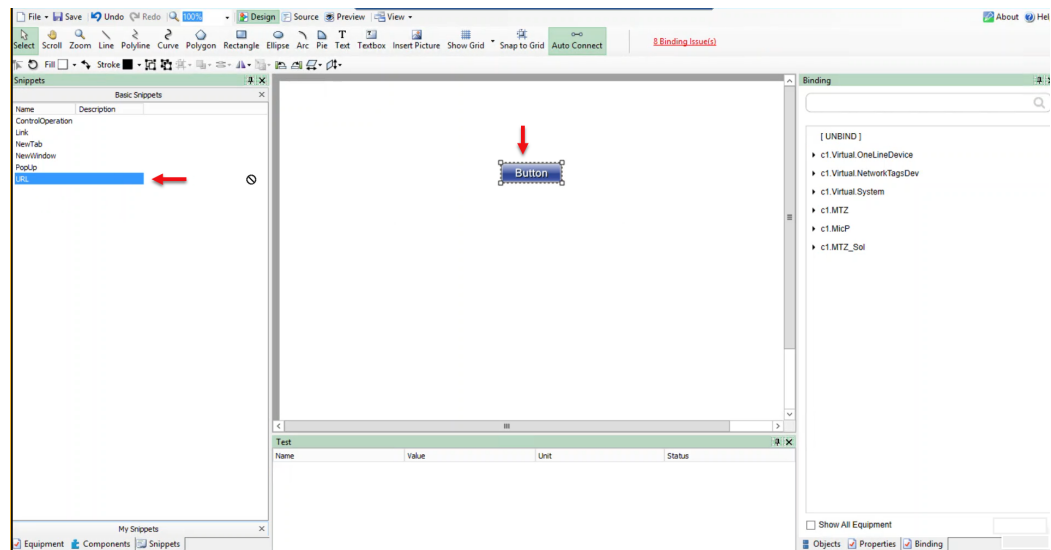 File Save Undo Redo 100% Design Source Preview View About Hel
Select Scroll Zoom Line Polyline Curve Polygon Rectangle Ellipse Arc Pie Text Textbox Insert Picture Show Grid Snap to Grid Auto Connect 8 Binding Issue(s)
Fill Stroke
Snippets
Basic Snippets
Name Description
ControlOperation
Link
NewTab
NewWindow
PopUp
URL
My Snippets
Equipment Components Snippets
Button
Test
Name Value Unit Status
Binding
[ UNBIND ]
c1.Virtual.OneLineDevice
c1.Virtual.NetworkTagsDev
c1.Virtual.System
c1.MTZ
c1.MicP
c1.MTZ_Sol
Show All Equipment
Objects Properties Binding